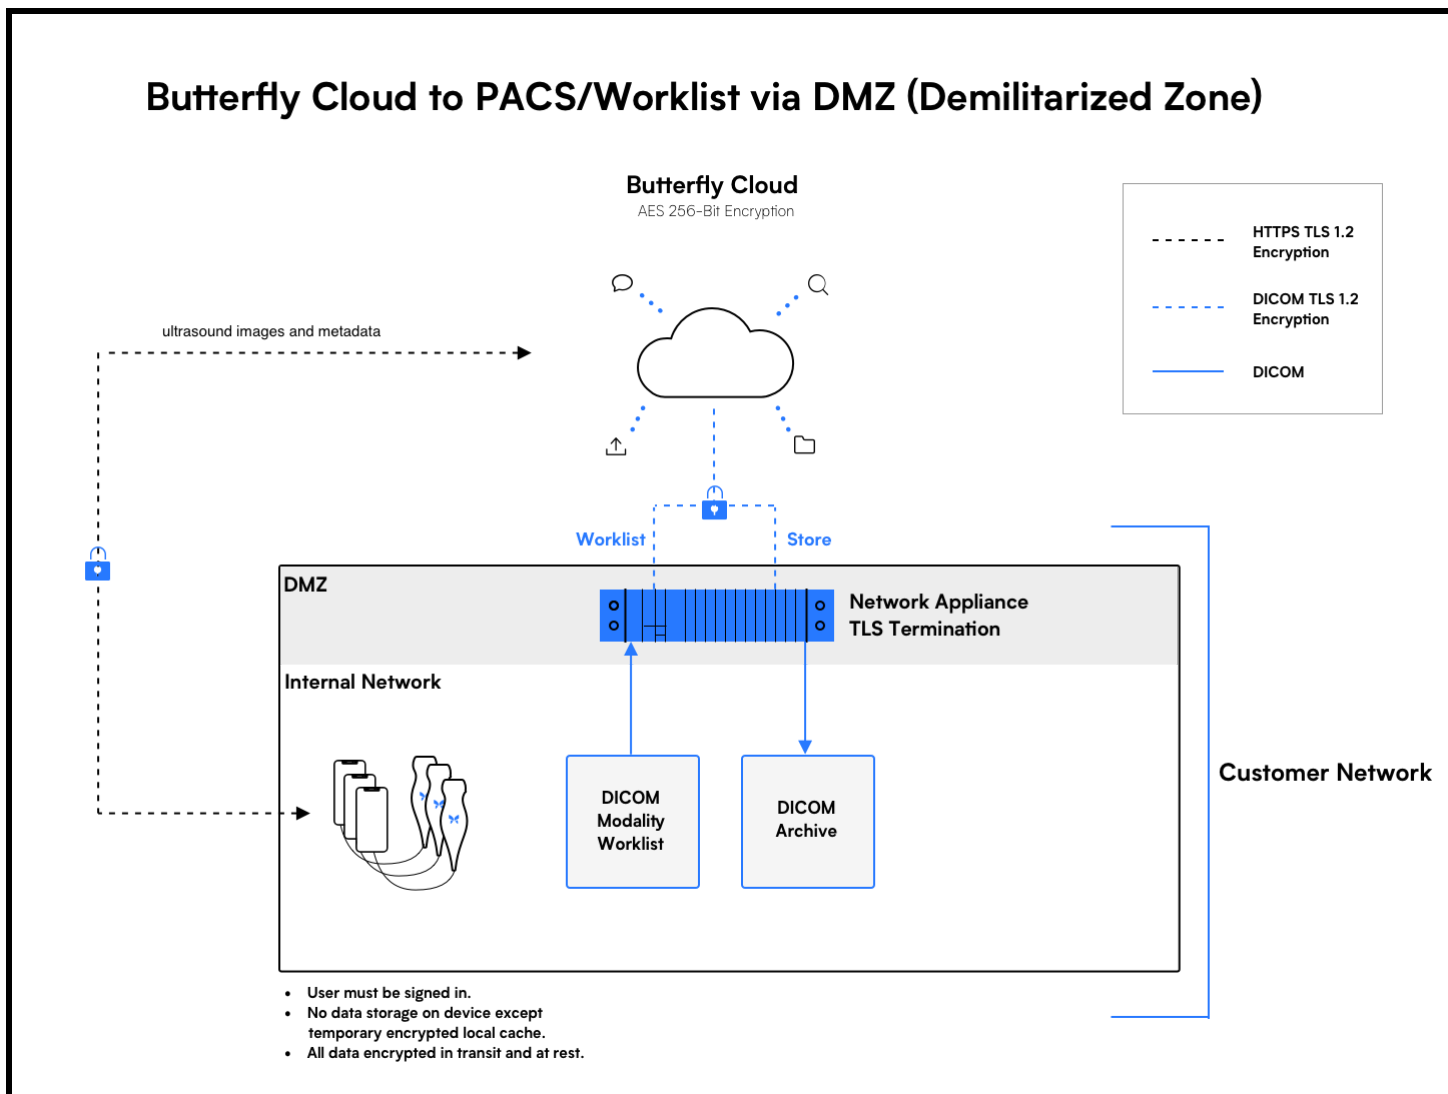 Butterfly Cloud to PACS/Worklist via DMZ (Demilitarized Zone)
Butterfly Cloud
AES 256-Bit Encryption
HTTPS TLS 1.2
Encryption
DICOM TLS 1.2
Encryption
DICOM
ultrasound images and metadata
Worklist
Store
DMZ
Network Appliance
TLS Termination
Internal Network
DICOM
Modality
Worklist
DICOM
Archive
Customer Network
• User must be signed in.
• No data storage on device except
temporary encrypted local cache.
• All data encrypted in transit and at rest.